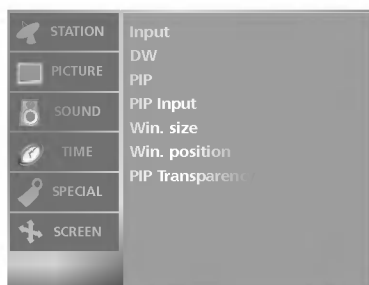 STATION
PICTURE
SOUND
TIME
SPECIAL
SCREEN
Input
DW
PIP
PIP Input
Win. size
Win. position
PIP Transparenc